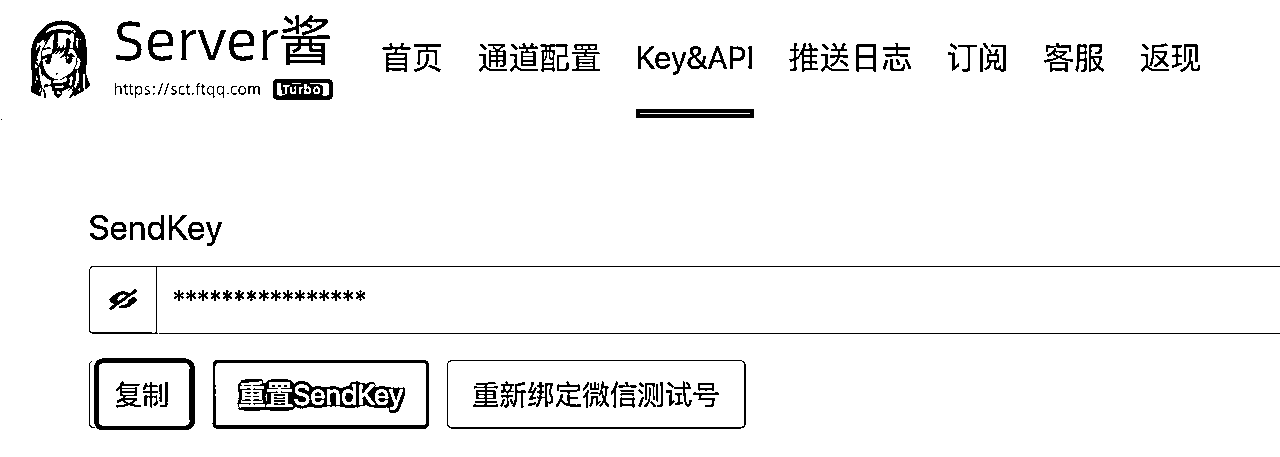 Server酱
首页 通道配置 Key&API 推送日志 订阅 客服 返现
https://sct.ftqq.com Turbo
SendKey
****************
复制 重置SendKey 重新绑定微信测试号